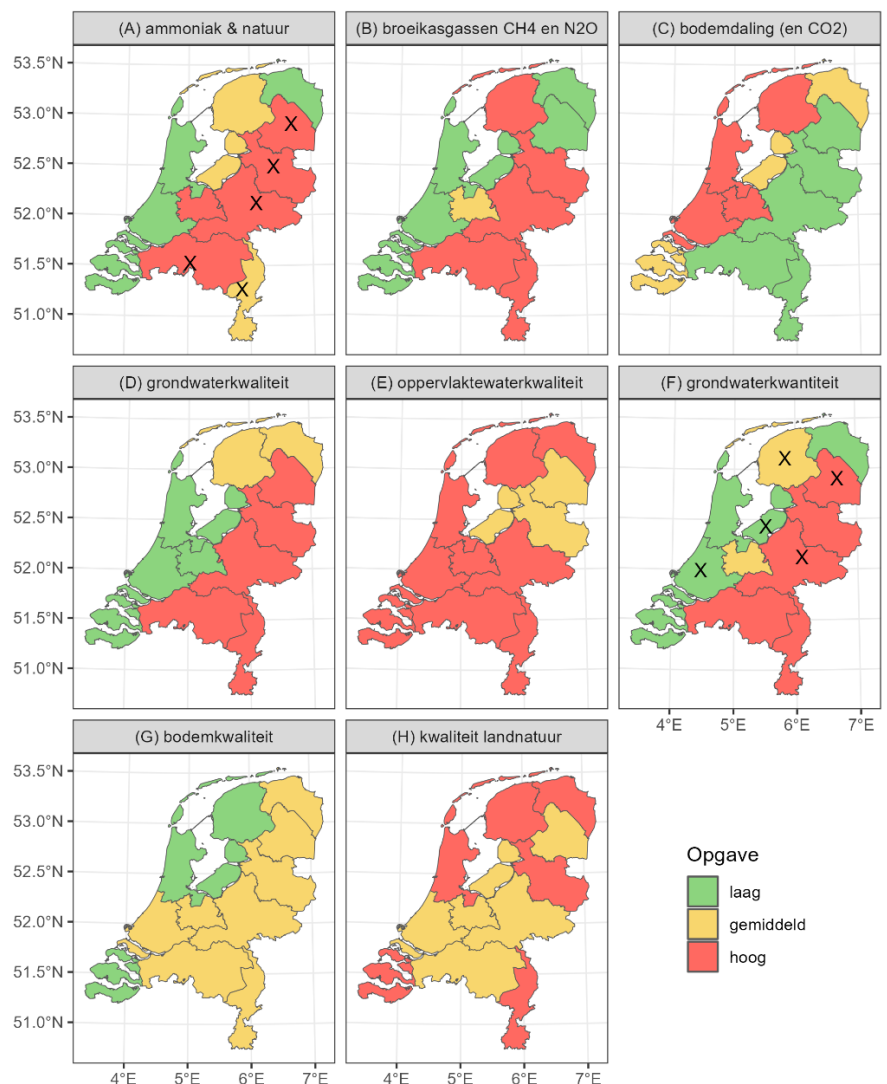 (A) ammoniak & natuur
(B) broeikasgassen CH4 en N2O
(C) bodemdaling (en CO2)
53.5°N
53.0°N
52.5°N
52.0°N
51.5°N
51.0°N
X
X
X
X
X
(D) grondwaterkwaliteit
(E) oppervlaktewaterkwaliteit
(F) grondwaterkwantiteit
53.5°N
53.0°N
52.5°N
52.0°N
51.5°N
51.0°N
X
X
X
X
X
4°E 5°E 6°E 7°E
(G) bodemkwaliteit
(H) kwaliteit landnatuur
53.5°N
53.0°N
52.5°N
52.0°N
51.5°N
51.0°N
4°E 5°E 6°E 7°E
4°E 5°E 6°E 7°E
Opgave
laag
gemiddeld
hoog